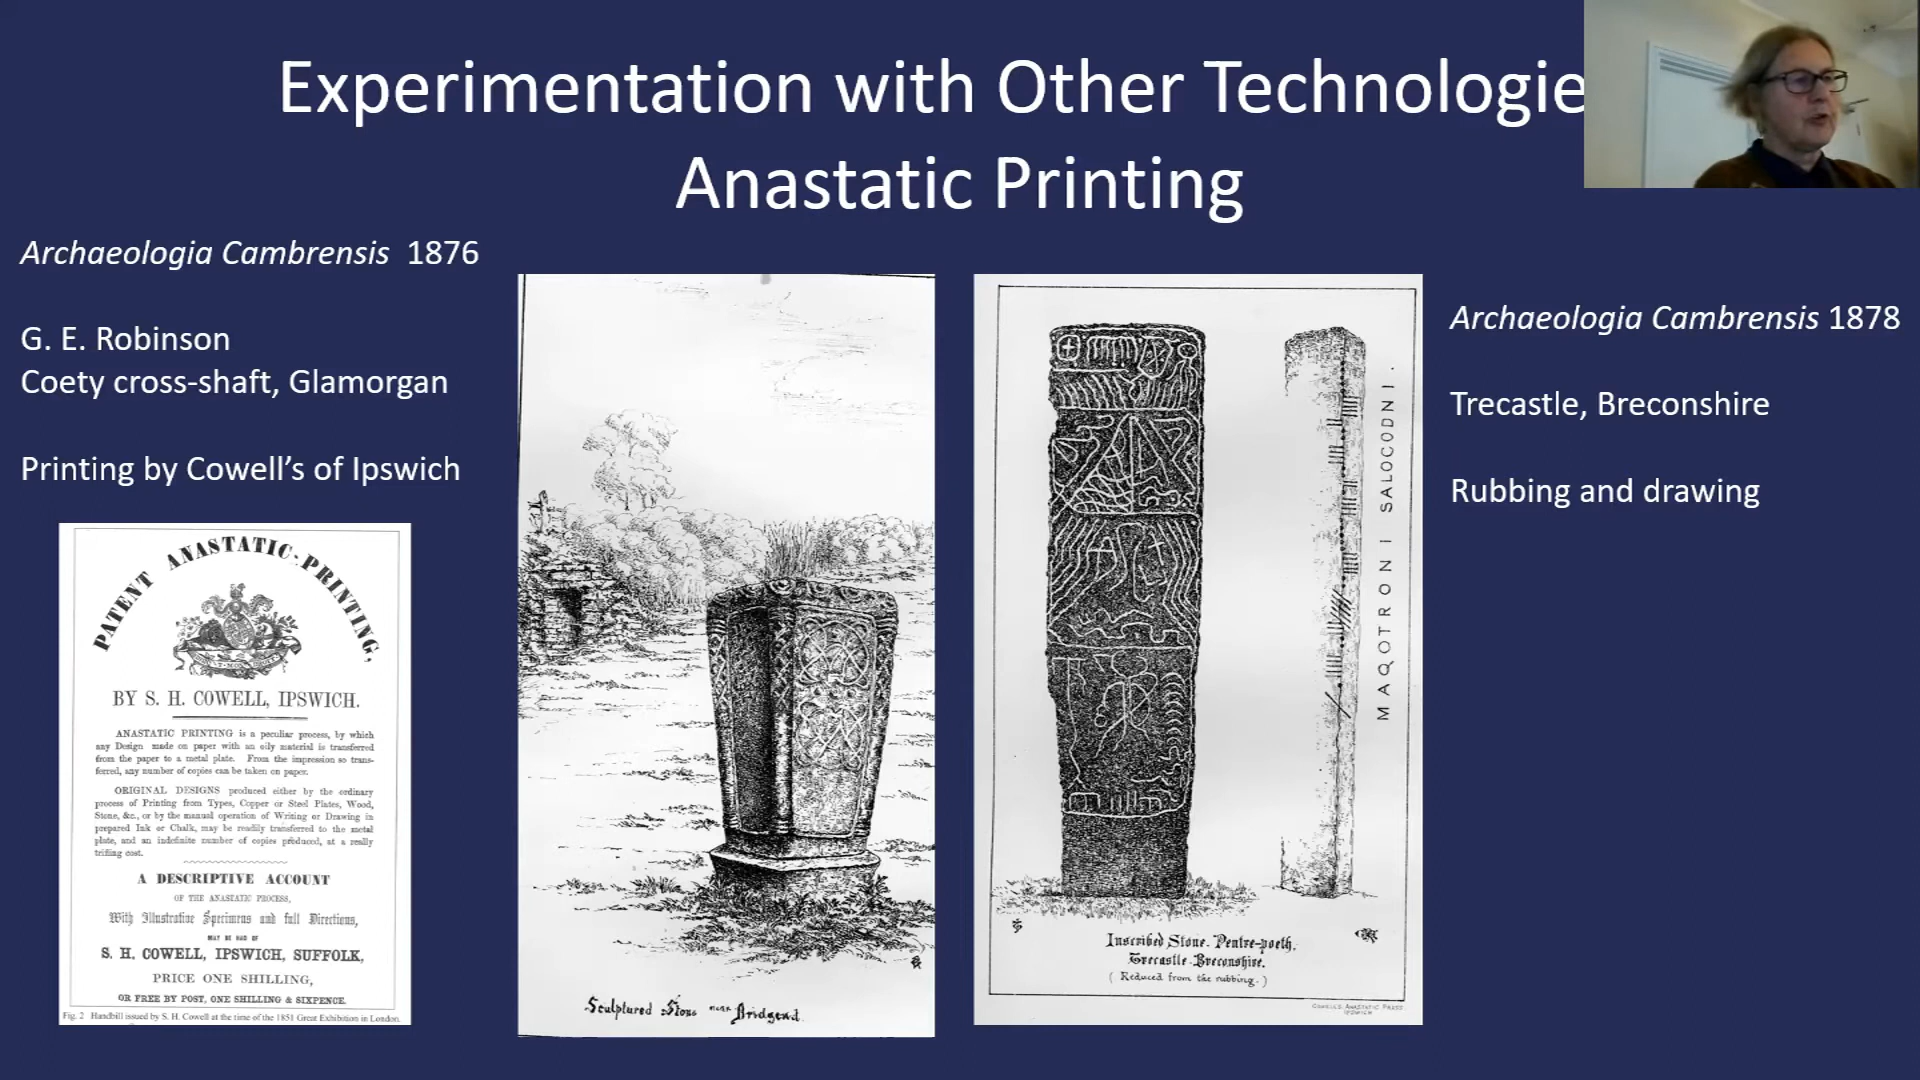 Experimentation with Other Technologie
Anastatic Printing
Archaeologia Cambrensis 1876
G. E. Robinson
Coety cross-shaft, Glamorgan
Printing by Cowell's of Ipswich
PATENT ANASTATIC-PRINTING,
BY S. H. COWELL, IPSWICH.
ANASTATIC PRINTING is a peculiar process, by which
any Design made on paper with an oily material is transferred
from the paper to a metal plate. From the impression so trans-
ferred, any number of copies can be taken on paper.
ORIGINAL DESIGNS produced either by the ordinary
process of Printing from Types, Copper or Steel Plates, Wood,
Stone, &c., or by the manual operation of Writing or Drawing in
prepared Ink or Chalk, may be readily transferred to the metal
plate, and an indefinite number of copies produced, at a really
trifling cost.
A DESCRIPTIVE ACCOUNT
OF THE ANASTATIC PROCESS,
With Illustrative Specimens and full Directions,
MAY BE HAD OF
S. H. COWELL, IPSWICH, SUFFOLK,
PRICE ONE SHILLING,
OR FREE BY POST, ONE SHILLING & SIXPENCE.
Fig. 2 Handbill issued by S. H. Cowell at the time of the 1851 Great Exhibition in London.
Sculptured Stone near Bridgend.
MAQOTRONI SALOCODNI.
Inscribed Stone. Pentre-poeth.
Trecastle. Breconshire.
( Reduced from the rubbing. )
COWELL'S ANASTATIC PRESS
IPSWICH
Archaeologia Cambrensis 1878
Trecastle, Breconshire
Rubbing and drawing